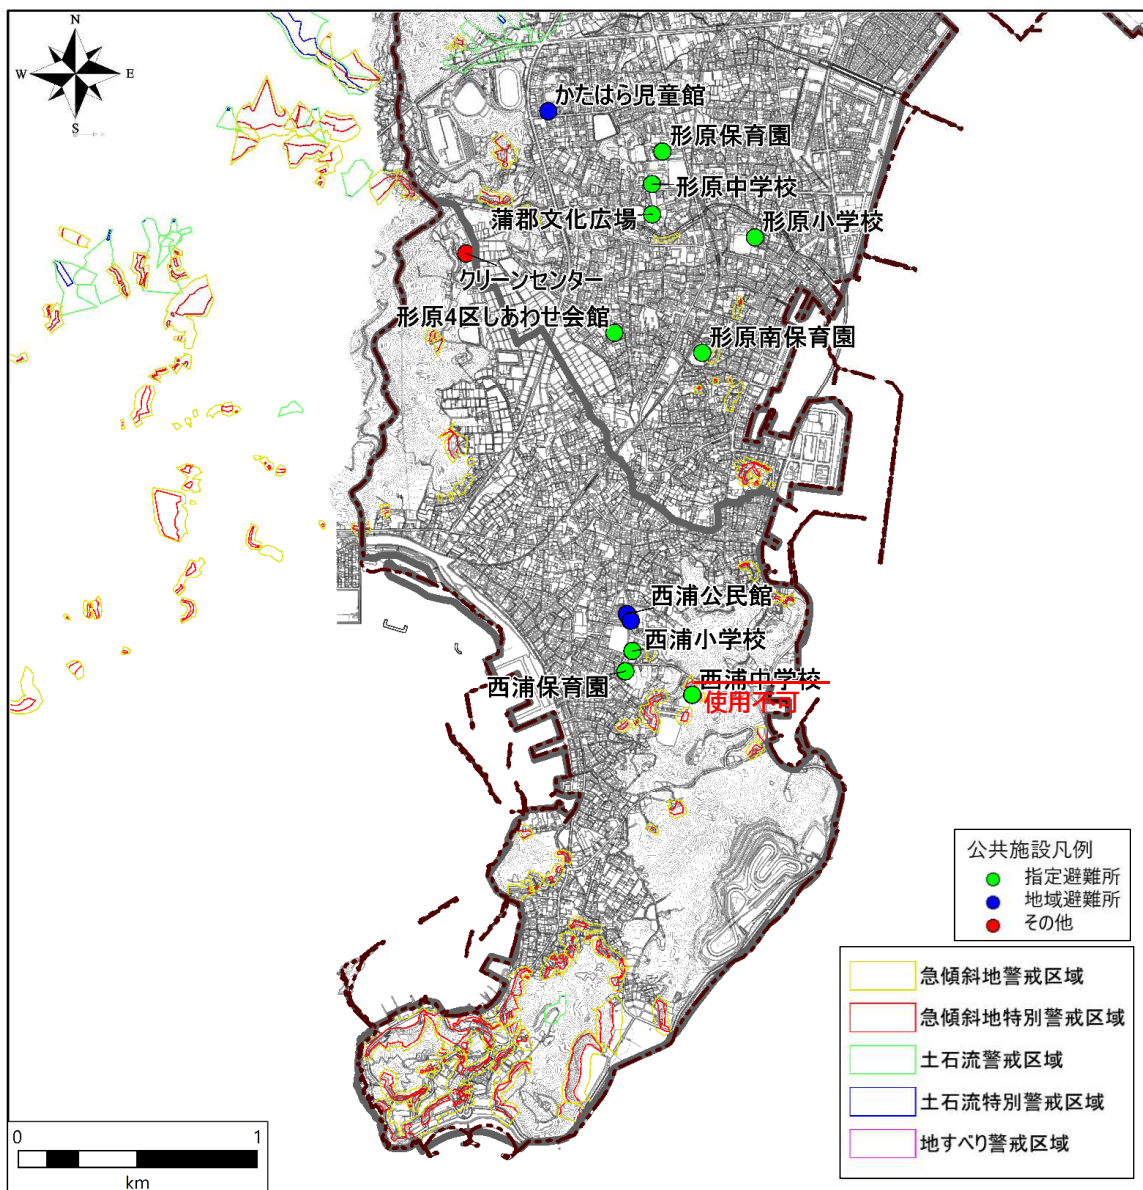 N
W
E
S
かたはら児童館
形原保育園
形原中学校
蒲郡文化広場
形原小学校
クリーンセンター
形原4区しあわせ会館
形原南保育園
西浦公民館
西浦小学校
西浦保育園
西浦中学校
使用不可
公共施設凡例
指定避難所
地域避難所
その他
急傾斜地警戒区域
急傾斜地特別警戒区域
土石流警戒区域
土石流特別警戒区域
地すべり警戒区域
0 1
km